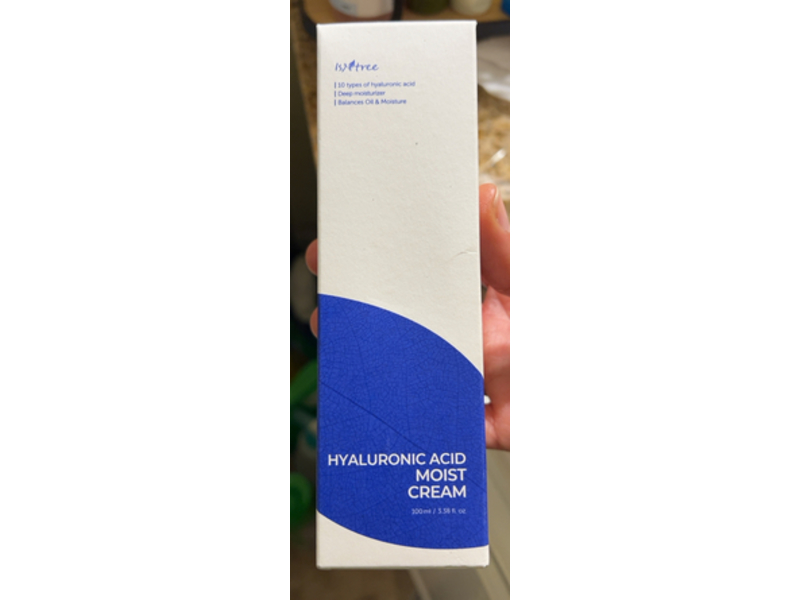 Isntree
10 types of hyaluronic acid
Deep moisturizer
Balances Oil & Moisture
HYALURONIC ACID
MOIST
CREAM
100ml / 3.38 fl. oz